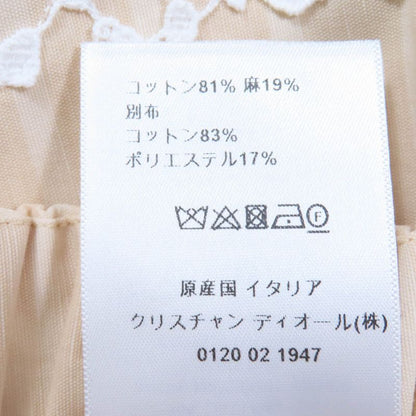 コットン81% 麻19%
別布
コットン83%
ポリエステル17%
F
原産国 イタリア
クリスチャン ディオール(株)
0120 02 1947